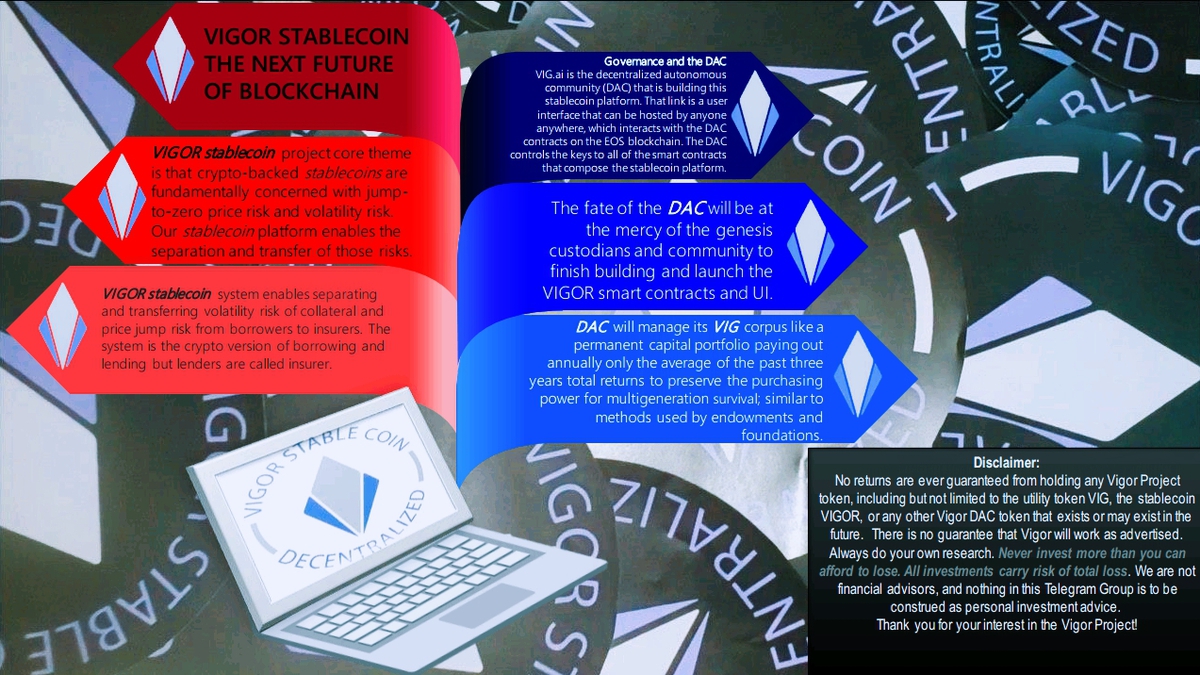 VIGOR STABLECOIN
THE NEXT FUTURE
OF BLOCKCHAIN
VIGOR stablecoin project core theme
is that crypto-backed stablecoins are
fundamentally concerned with jump-
to-zero price risk and volatility risk.
Our stablecoin platform enables the
separation and transfer of those risks.
VIGOR stablecoin system enables separating
and transferring volatility risk of collateral and
price jump risk from borrowers to insurers. The
system is the crypto version of borrowing and
lending but lenders are called insurer.
Governance and the DAC
VIG.ai is the decentralized autonomous
community (DAC) that is building this
stablecoin platform. That link is a user
interface that can be hosted by anyone
anywhere, which interacts with the DAC
contracts on the EOS blockchain. The DAC
controls the keys to all of the smart contracts
that compose the stablecoin platform.
The fate of the DAC will be at
the mercy of the genesis
custodians and community to
finish building and launch the
VIGOR smart contracts and UI.
DAC will manage its VIG corpus like a
permanent capital portfolio paying out
annually only the average of the past three
years total returns to preserve the purchasing
power for multigeneration survival; similar to
methods used by endowments and
foundations.
VIGOR STABLE COIN
DECENTRALIZED
Disclaimer:
No returns are ever guaranteed from holding any Vigor Project
token, including but not limited to the utility token VIG, the stablecoin
VIGOR, or any other Vigor DAC token that exists or may exist in the
future. There is no guarantee that Vigor will work as advertised.
Always do your own research. Never invest more than you can
afford to lose. All investments carry risk of total loss. We are not
financial advisors, and nothing in this Telegram Group is to be
construed as personal investment advice.
Thank you for your interest in the Vigor Project!